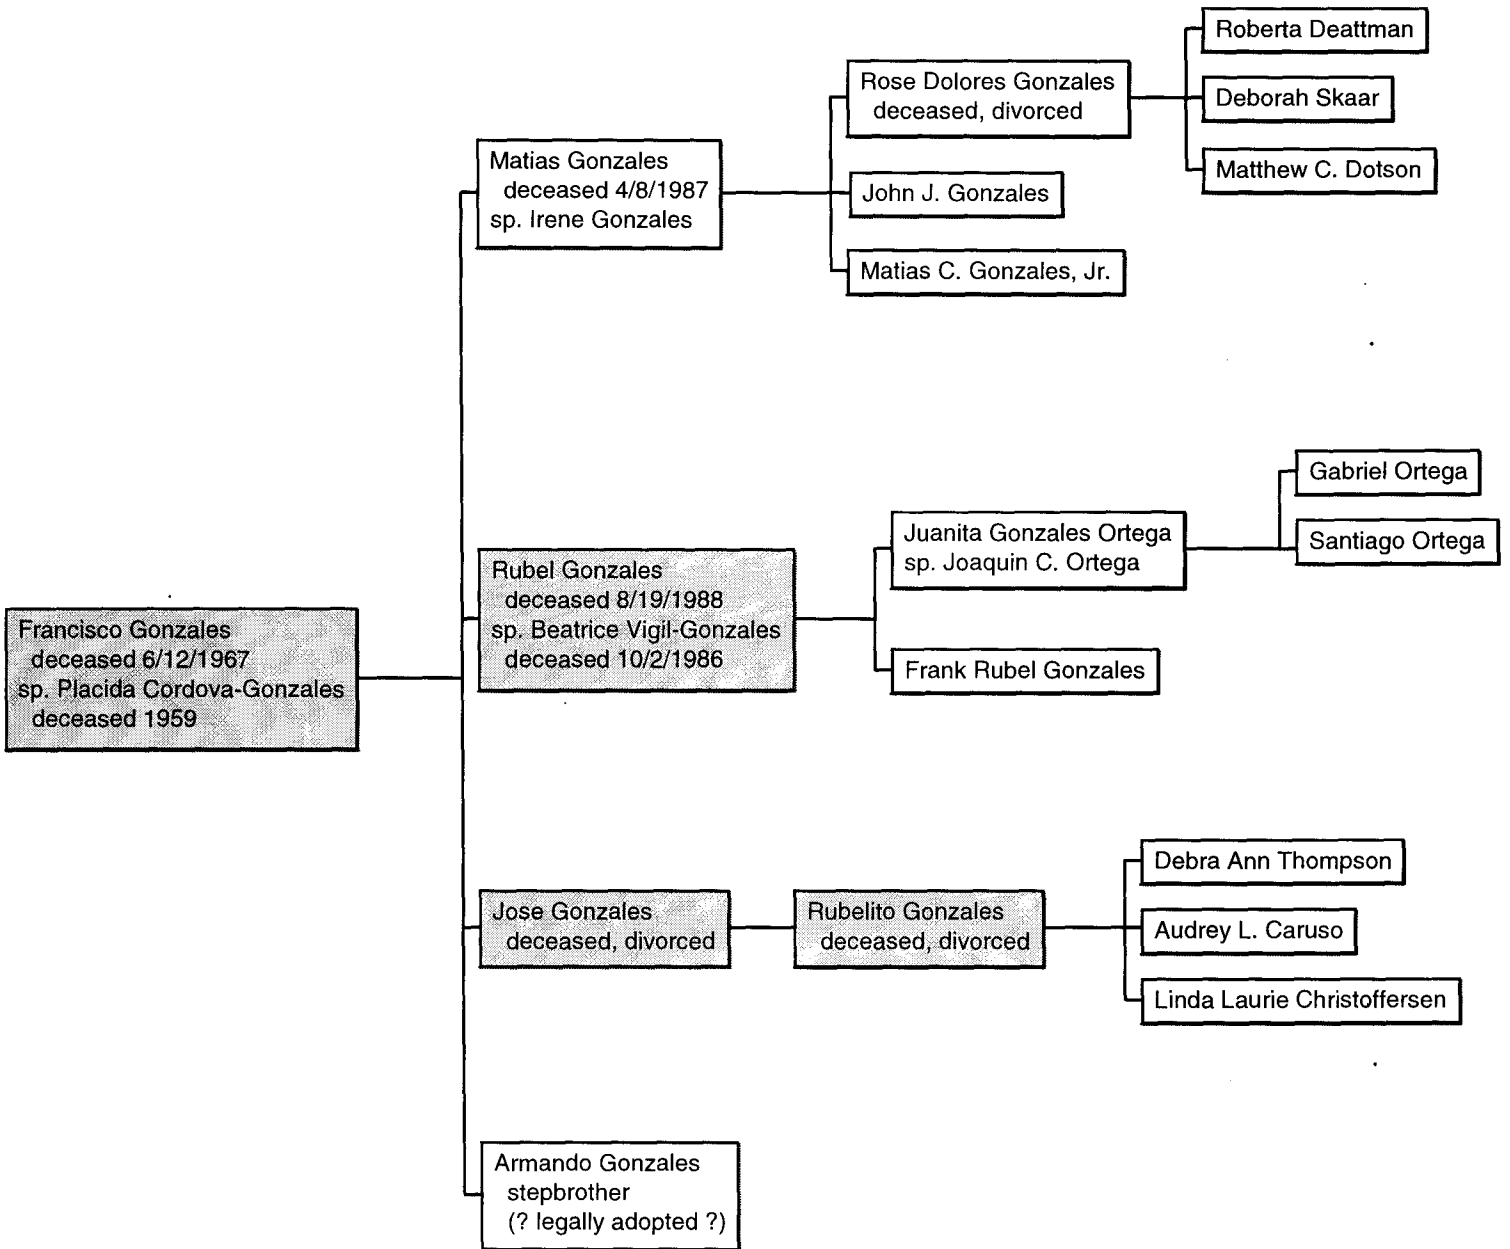 Roberta Deattman
Rose Dolores Gonzales
deceased, divorced
Deborah Skaar
Matthew C. Dotson
Matias Gonzales
deceased 4/8/1987
sp. Irene Gonzales
John J. Gonzales
Matias C. Gonzales, Jr.
Gabriel Ortega
Juanita Gonzales Ortega
sp. Joaquin C. Ortega
Santiago Ortega
Rubel Gonzales
deceased 8/19/1988
sp. Beatrice Vigil-Gonzales
deceased 10/2/1986
Frank Rubel Gonzales
Francisco Gonzales
deceased 6/12/1967
sp. Placida Cordova-Gonzales
deceased 1959
Debra Ann Thompson
Jose Gonzales
deceased, divorced
Rubelito Gonzales
deceased, divorced
Audrey L. Caruso
Linda Laurie Christoffersen
Armando Gonzales
stepbrother
(? legally adopted ?)